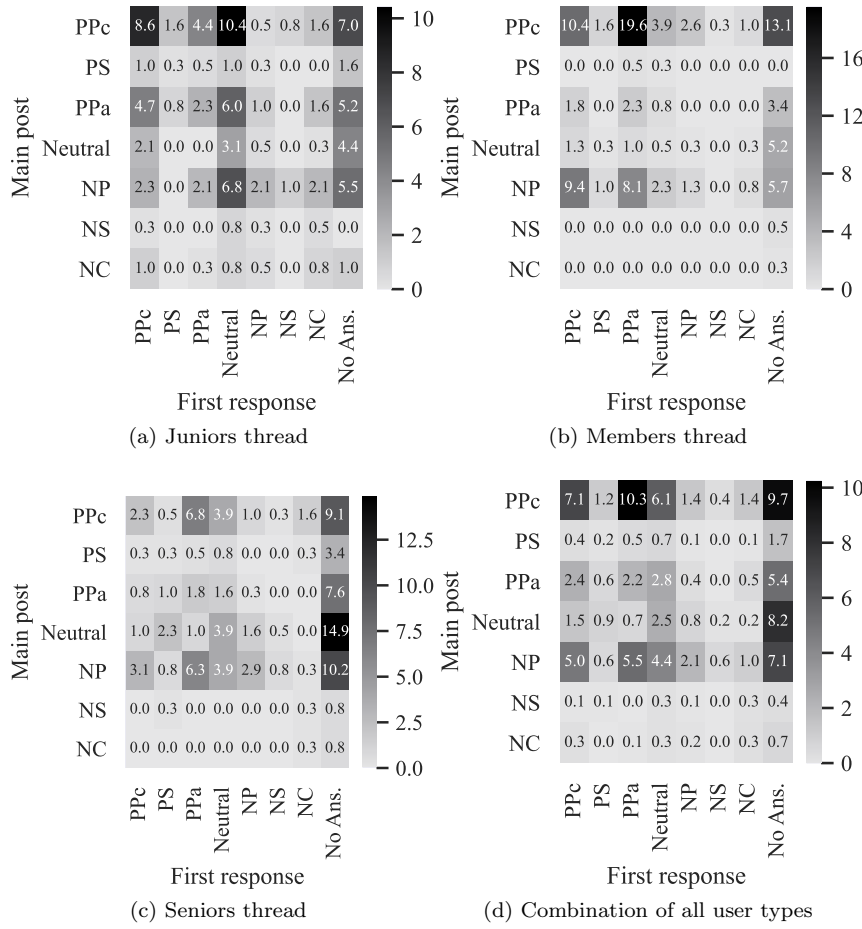 PPc 8.6 1.6 4.4 10.4 0.5 0.8 1.6 7.0
PS 1.0 0.3 0.5 1.0 0.3 0.0 0.0 1.6
PPa 4.7 0.8 2.3 6.0 1.0 0.0 1.6 5.2
Neutral 2.1 0.0 0.0 3.1 0.5 0.0 0.3 4.4
NP 2.3 0.0 2.1 6.8 2.1 1.0 2.1 5.5
NS 0.3 0.0 0.0 0.8 0.3 0.0 0.5 0.0
NC 1.0 0.0 0.3 0.8 0.5 0.0 0.8 1.0
Main post
PPc PS PPa Neutral NP NS NC No Ans.
First response
10
8
6
4
2
0
(a) Juniors thread
PPc 10.4 1.6 19.6 3.9 2.6 0.3 1.0 13.1
PS 0.0 0.0 0.5 0.3 0.0 0.0 0.0 0.0
PPa 1.8 0.0 2.3 0.8 0.0 0.0 0.0 3.4
Neutral 1.3 0.3 1.0 0.5 0.3 0.0 0.3 5.2
NP 9.4 1.0 8.1 2.3 1.3 0.0 0.8 5.7
NS 0.0 0.0 0.0 0.0 0.0 0.0 0.0 0.5
NC 0.0 0.0 0.0 0.0 0.0 0.0 0.0 0.3
Main post
PPc PS PPa Neutral NP NS NC No Ans.
First response
16
12
8
4
0
(b) Members thread
PPc 2.3 0.5 6.8 3.9 1.0 0.3 1.6 9.1
PS 0.3 0.3 0.5 0.8 0.0 0.0 0.3 3.4
PPa 0.8 1.0 1.8 1.6 0.3 0.0 0.0 7.6
Neutral 1.0 2.3 1.0 3.9 1.6 0.5 0.0 14.9
NP 3.1 0.8 6.3 3.9 2.9 0.8 0.3 10.2
NS 0.0 0.3 0.0 0.0 0.0 0.0 0.3 0.8
NC 0.0 0.0 0.0 0.0 0.0 0.0 0.3 0.8
Main post
PPc PS PPa Neutral NP NS NC No Ans.
First response
12.5
10.0
7.5
5.0
2.5
0.0
(c) Seniors thread
PPc 7.1 1.2 10.3 6.1 1.4 0.4 1.4 9.7
PS 0.4 0.2 0.5 0.7 0.1 0.0 0.1 1.7
PPa 2.4 0.6 2.2 2.8 0.4 0.0 0.5 5.4
Neutral 1.5 0.9 0.7 2.5 0.8 0.2 0.2 8.2
NP 5.0 0.6 5.5 4.4 2.1 0.6 1.0 7.1
NS 0.1 0.1 0.0 0.3 0.1 0.0 0.3 0.4
NC 0.3 0.0 0.1 0.3 0.2 0.0 0.3 0.7
Main post
PPc PS PPa Neutral NP NS NC No Ans.
First response
10
8
6
4
2
0
(d) Combination of all user types